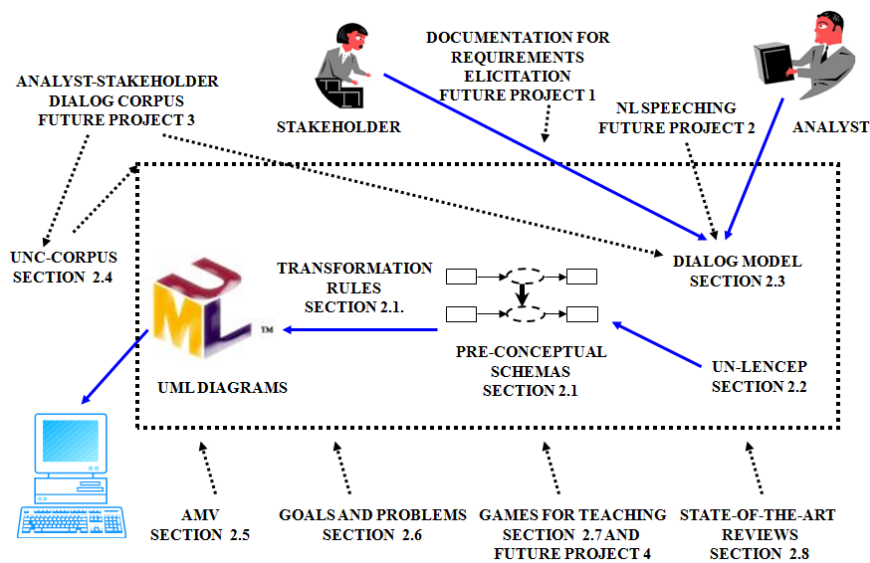 DOCUMENTATION FOR
REQUIREMENTS
ELICITATION
FUTURE PROJECT 1
ANALYST-STAKEHOLDER
DIALOG CORPUS
FUTURE PROJECT 3
STAKEHOLDER
NL SPEECHING
FUTURE PROJECT 2
ANALYST
UNC-CORPUS
SECTION 2.4
UML
TM
TRANSFORMATION
RULES
SECTION 2.1.
DIALOG MODEL
SECTION 2.3
PRE-CONCEPTUAL
SCHEMAS
SECTION 2.1
UN-LENCEP
SECTION 2.2
UML DIAGRAMS
AMV
SECTION 2.5
GOALS AND PROBLEMS
SECTION 2.6
GAMES FOR TEACHING
SECTION 2.7 AND
FUTURE PROJECT 4
STATE-OF-THE-ART
REVIEWS
SECTION 2.8